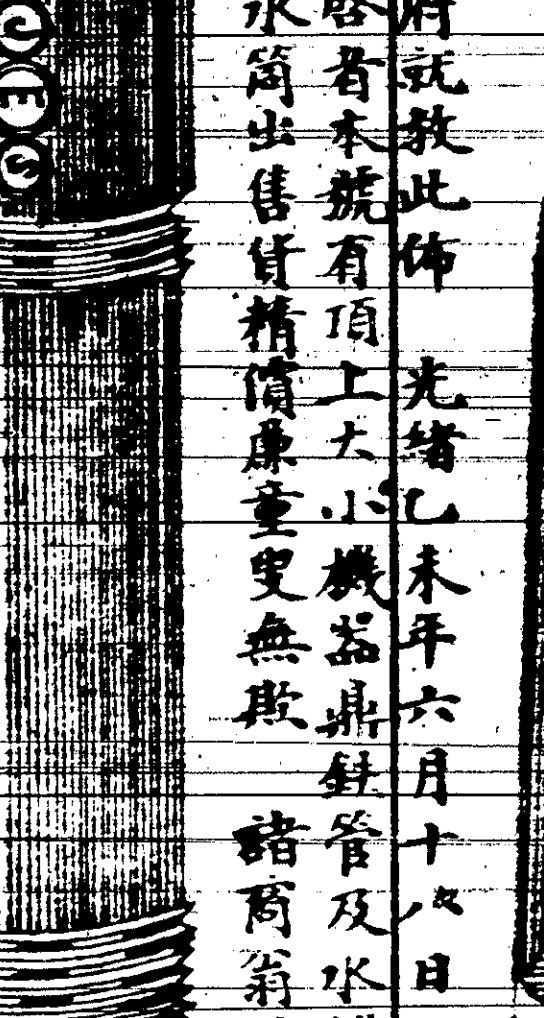 府就教此佈　光緒乙未年六月十八日
啓者本號有頂上大小機器鼎管及水
水筒出售貨精價廉童叟無欺　諸商翁